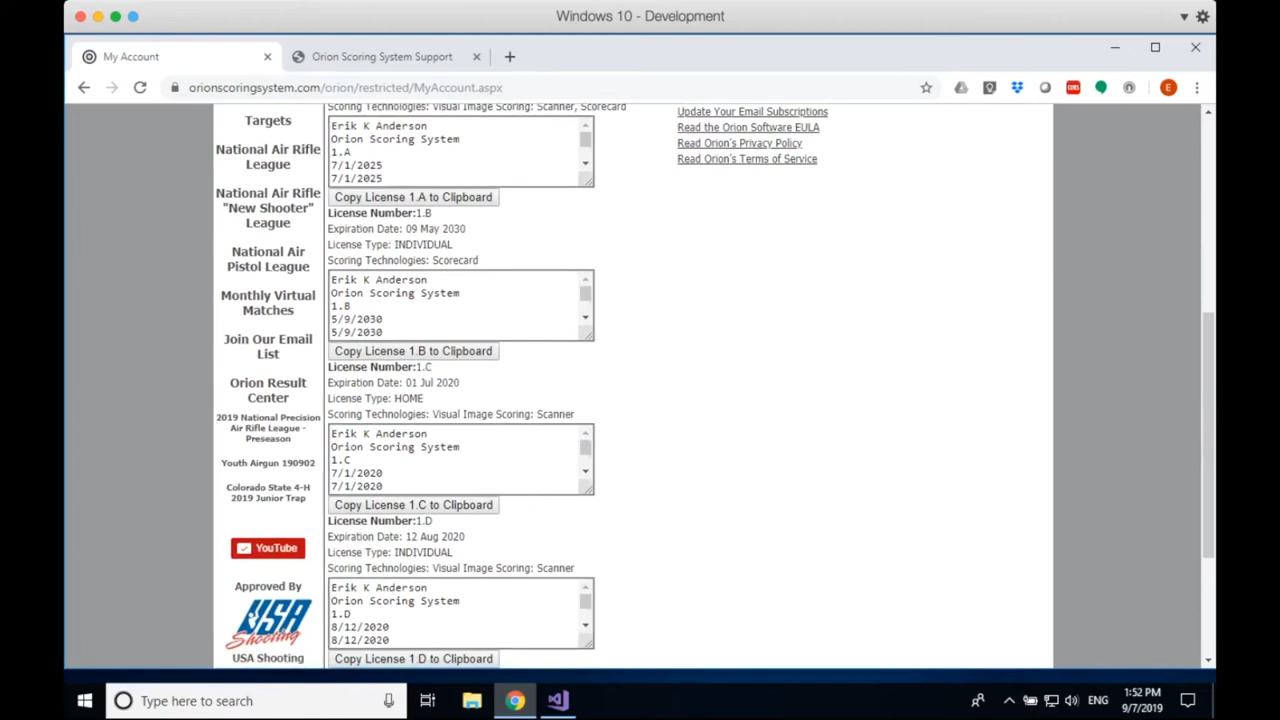 Windows 10 - Development
My Account
Orion Scoring System Support
orionscoringsystem.com/orion/restricted/MyAccount.aspx
CORS
E
Targets
National Air Rifle
League
National Air Rifle
"New Shooter"
League
National Air
Pistol League
Monthly Virtual
Matches
Join Our Email
List
Orion Result
Center
2019 National Precision
Air Rifle League -
Preseason
Youth Airgun 190902
Colorado State 4-H
2019 Junior Trap
YouTube
Approved By
USA
Shooting
USA Shooting
Scoring Technologies: Visual Image Scoring: Scanner, Scorecard
Erik K Anderson
Orion Scoring System
1.A
7/1/2025
7/1/2025
Copy License 1.A to Clipboard
License Number:1.B
Expiration Date: 09 May 2030
License Type: INDIVIDUAL
Scoring Technologies: Scorecard
Erik K Anderson
Orion Scoring System
1.B
5/9/2030
5/9/2030
Copy License 1.B to Clipboard
License Number:1.C
Expiration Date: 01 Jul 2020
License Type: HOME
Scoring Technologies: Visual Image Scoring: Scanner
Erik K Anderson
Orion Scoring System
1.C
7/1/2020
7/1/2020
Copy License 1.C to Clipboard
License Number:1.D
Expiration Date: 12 Aug 2020
License Type: INDIVIDUAL
Scoring Technologies: Visual Image Scoring: Scanner
Erik K Anderson
Orion Scoring System
1.D
8/12/2020
8/12/2020
Copy License 1.D to Clipboard
Update Your Email Subscriptions
Read the Orion Software EULA
Read Orion's Privacy Policy
Read Orion's Terms of Service
Type here to search
ENG
1:52 PM
9/7/2019